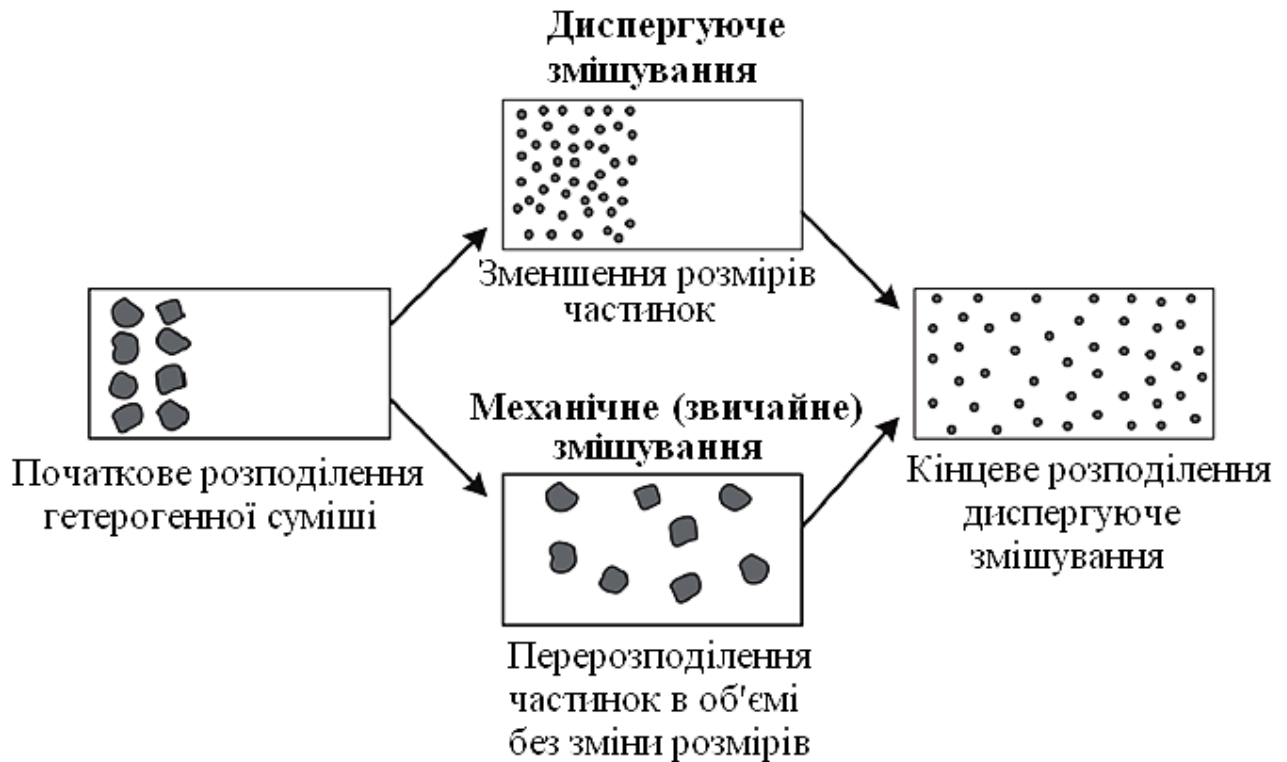 Диспергуюче
змішування
Зменшення розмірів
частинок
Початкове розподілення
гетерогенної суміші
Механічне (звичайне)
змішування
Перерозподілення
частинок в об'ємі
без зміни розмірів
Кінцеве розподілення
диспергуюче
змішування